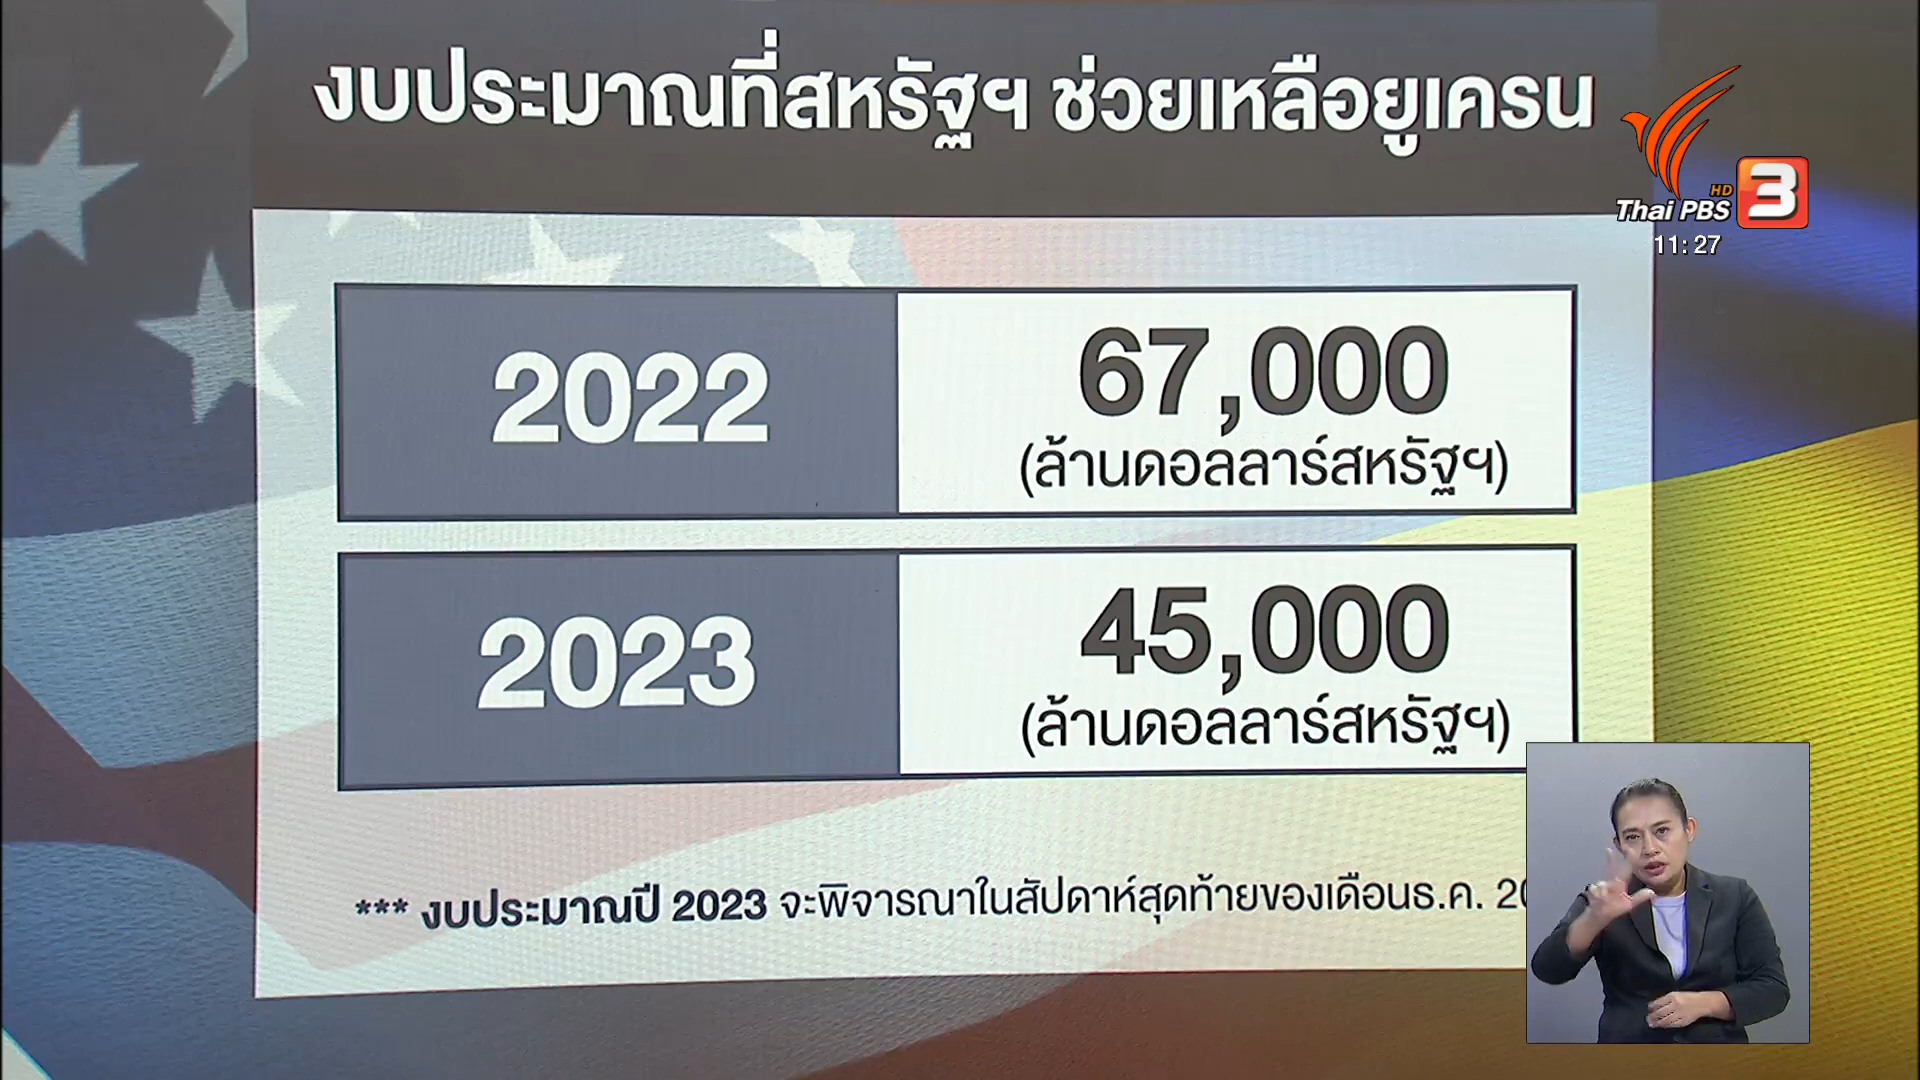 งบประมาณที่สหรัฐฯ ช่วยเหลือยูเครน
HD
Thai PBS 3
11:27
2022
67,000
(ล้านดอลลาร์สหรัฐฯ)
2023
45,000
(ล้านดอลลาร์สหรัฐฯ)
*** งบประมาณปี 2023 จะพิจารณาในสัปดาห์สุดท้ายของเดือนธ.ค.